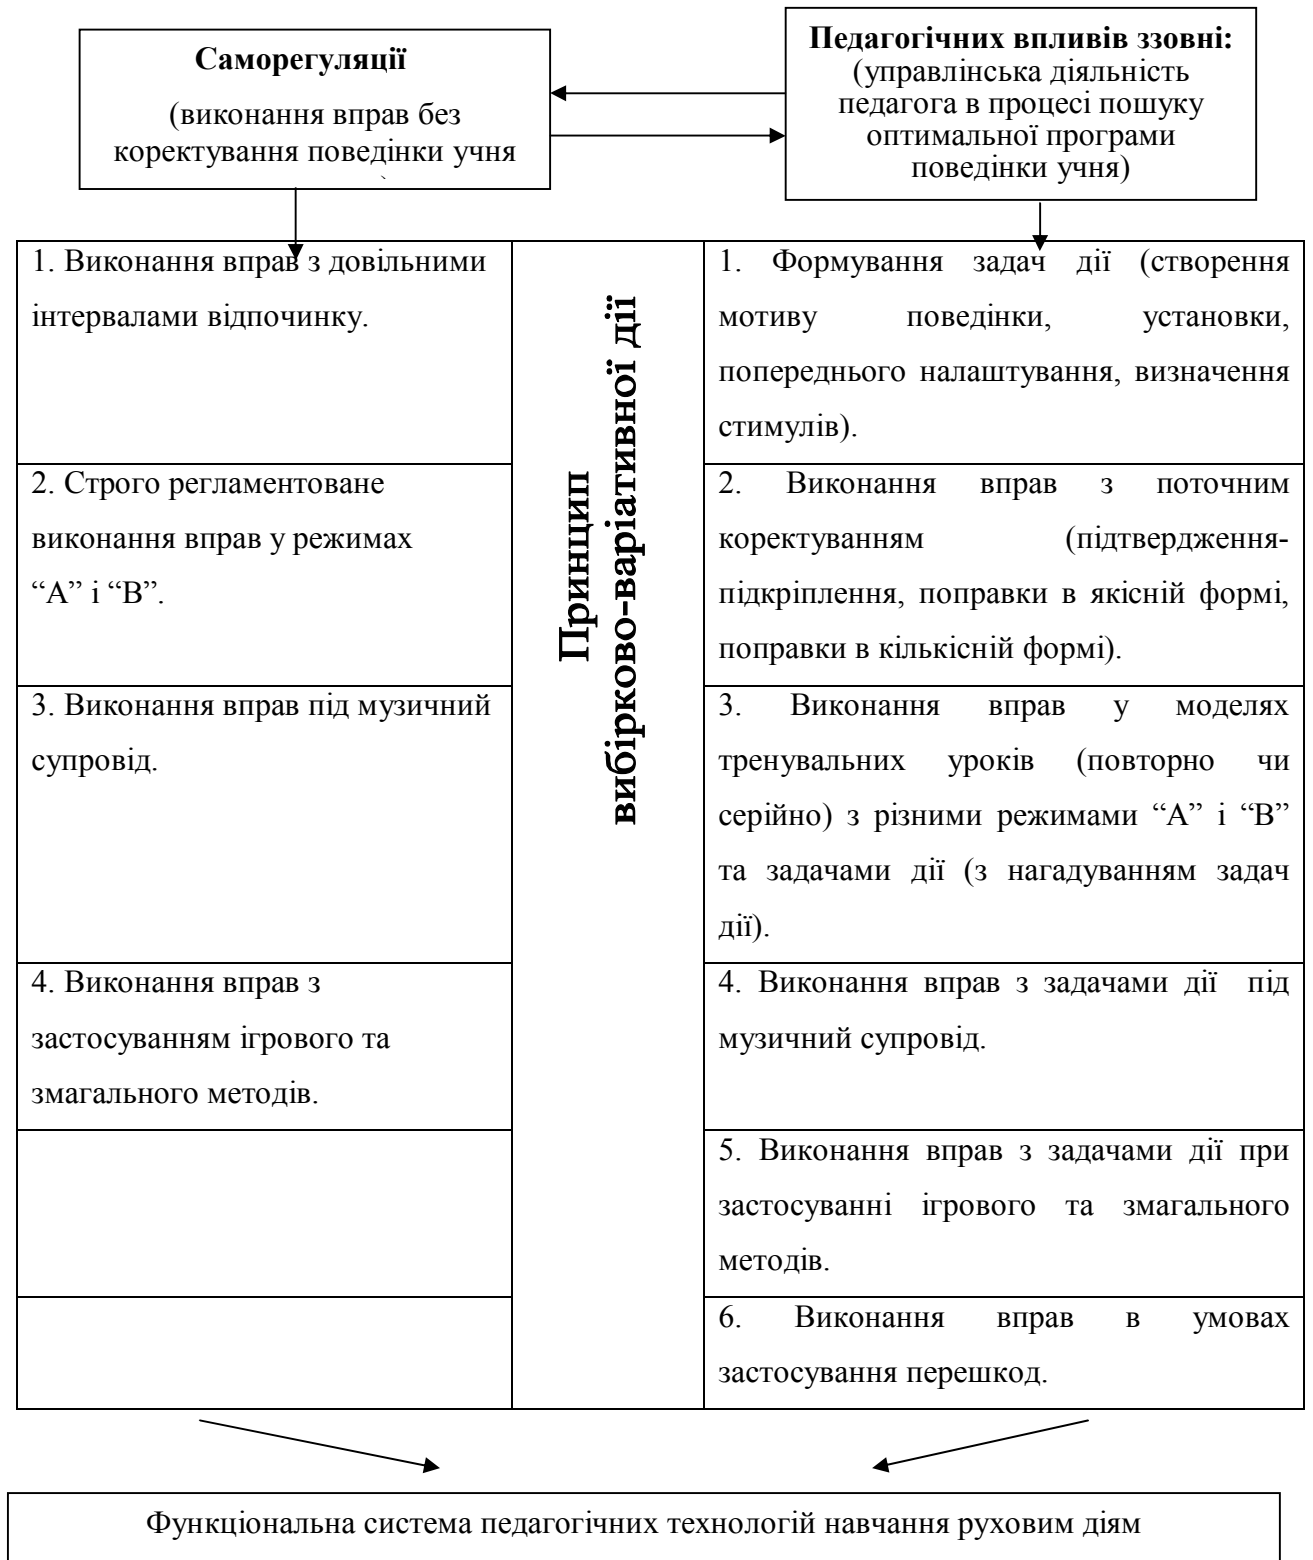 Саморегуляції
(виконання вправ без
коректування поведінки учня
Педагогічних впливів ззовні:
(управлінська діяльність
педагога в процесі пошуку
оптимальної програми
поведінки учня)
1. Виконання вправ з довільними
інтервалами відпочинку.
2. Строго регламентоване
виконання вправ у режимах
“А” і “В”.
3. Виконання вправ під музичний
супровід.
4. Виконання вправ з
застосуванням ігрового та
змагального методів.
Принцип
вибірково-варіативної дії
1. Формування задач дії (створення
мотиву поведінки, установки,
попереднього налаштування, визначення
стимулів).
2. Виконання вправ з поточним
коректуванням (підтвердження-
підкріплення, поправки в якісній формі,
поправки в кількісній формі).
3. Виконання вправ у моделях
тренувальних уроків (повторно чи
серійно) з різними режимами “А” і “В”
та задачами дії (з нагадуванням задач
дії).
4. Виконання вправ з задачами дії під
музичний супровід.
5. Виконання вправ з задачами дії при
застосуванні ігрового та змагального
методів.
6. Виконання вправ в умовах
застосування перешкод.
Функціональна система педагогічних технологій навчання руховим діям